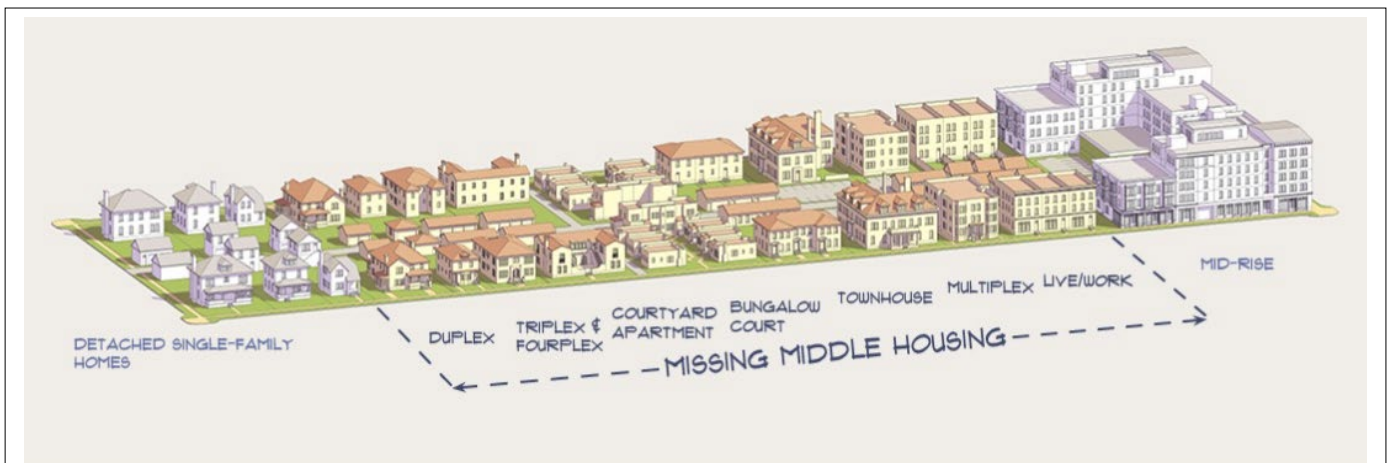 DETACHED SINGLE-FAMILY
HOMES
DUPLEX
TRIPLEX &
FOURPLEX
COURTYARD
APARTMENT
BUNGALOW
COURT
TOWNHOUSE
MULTIPLEX
LIVE/WORK
MID-RISE
MISSING MIDDLE HOUSING